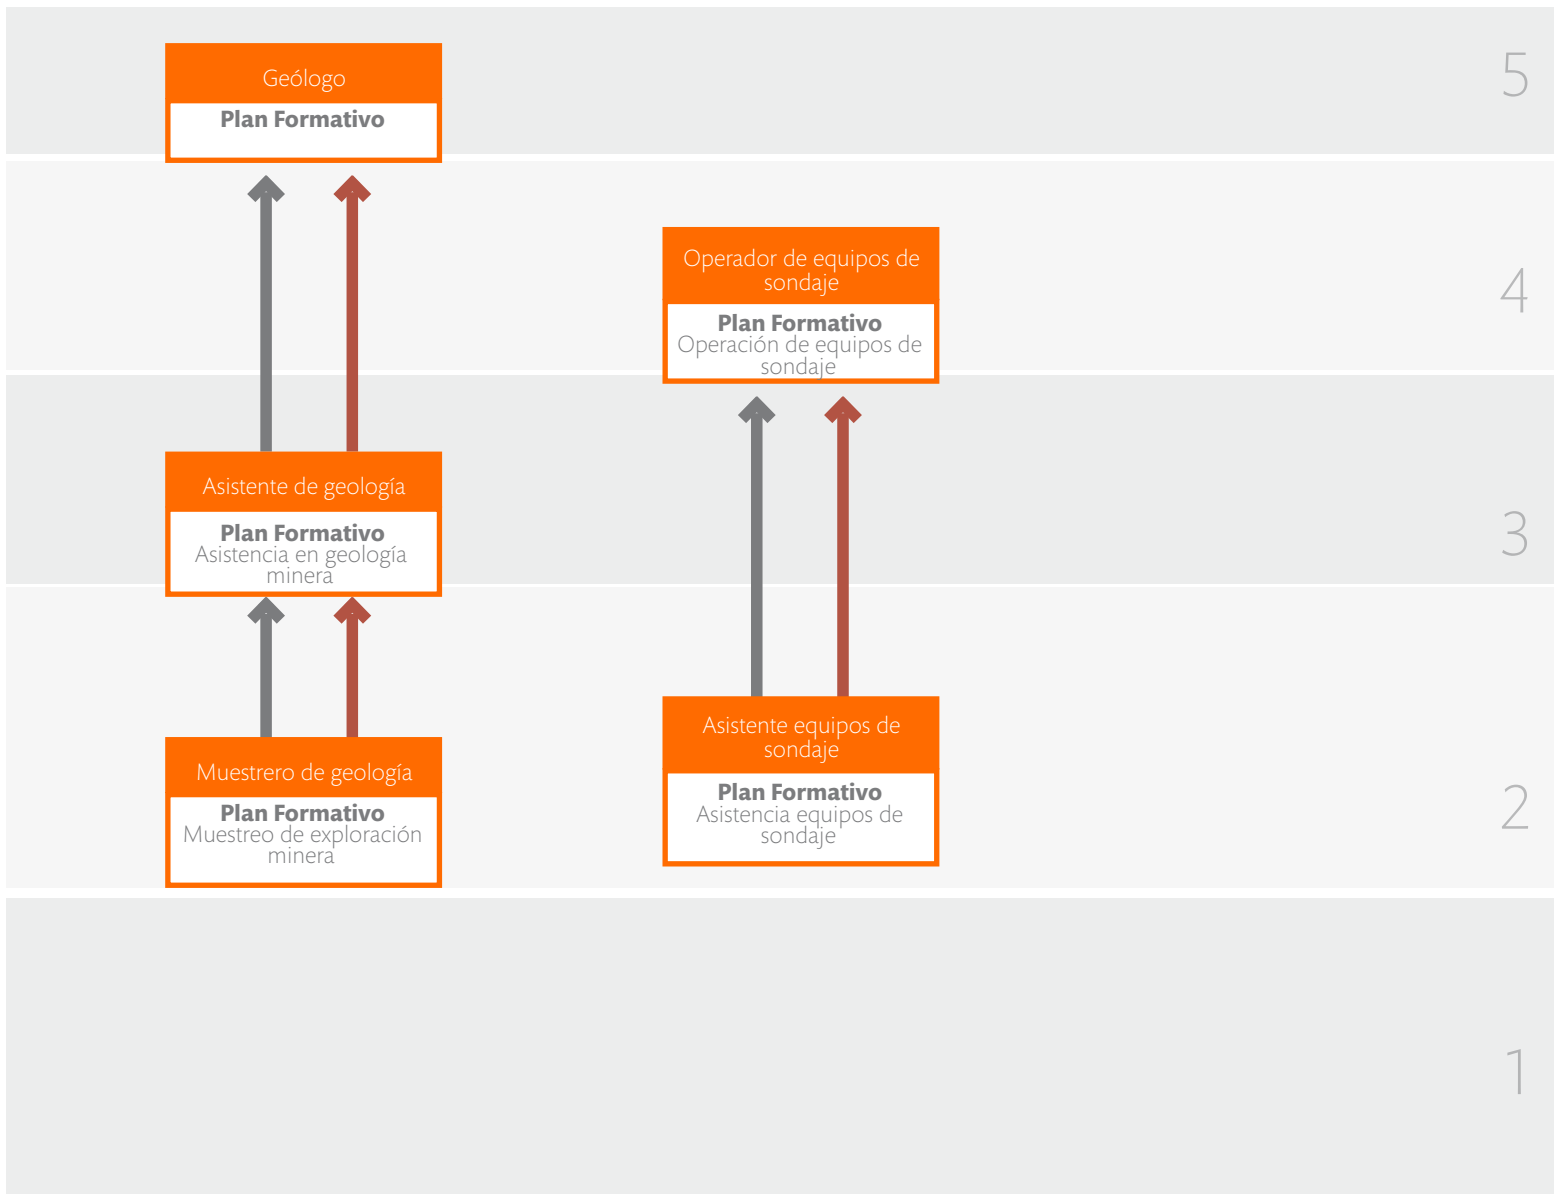 5
Geólogo
Plan Formativo
4
Operador de equipos de
sondaje
Plan Formativo
Operación de equipos de
sondaje
3
Asistente de geología
Plan Formativo
Asistencia en geología
minera
2
Muestrero de geología
Plan Formativo
Muestreo de exploración
minera
Asistente equipos de
sondaje
Plan Formativo
Asistencia equipos de
sondaje
1